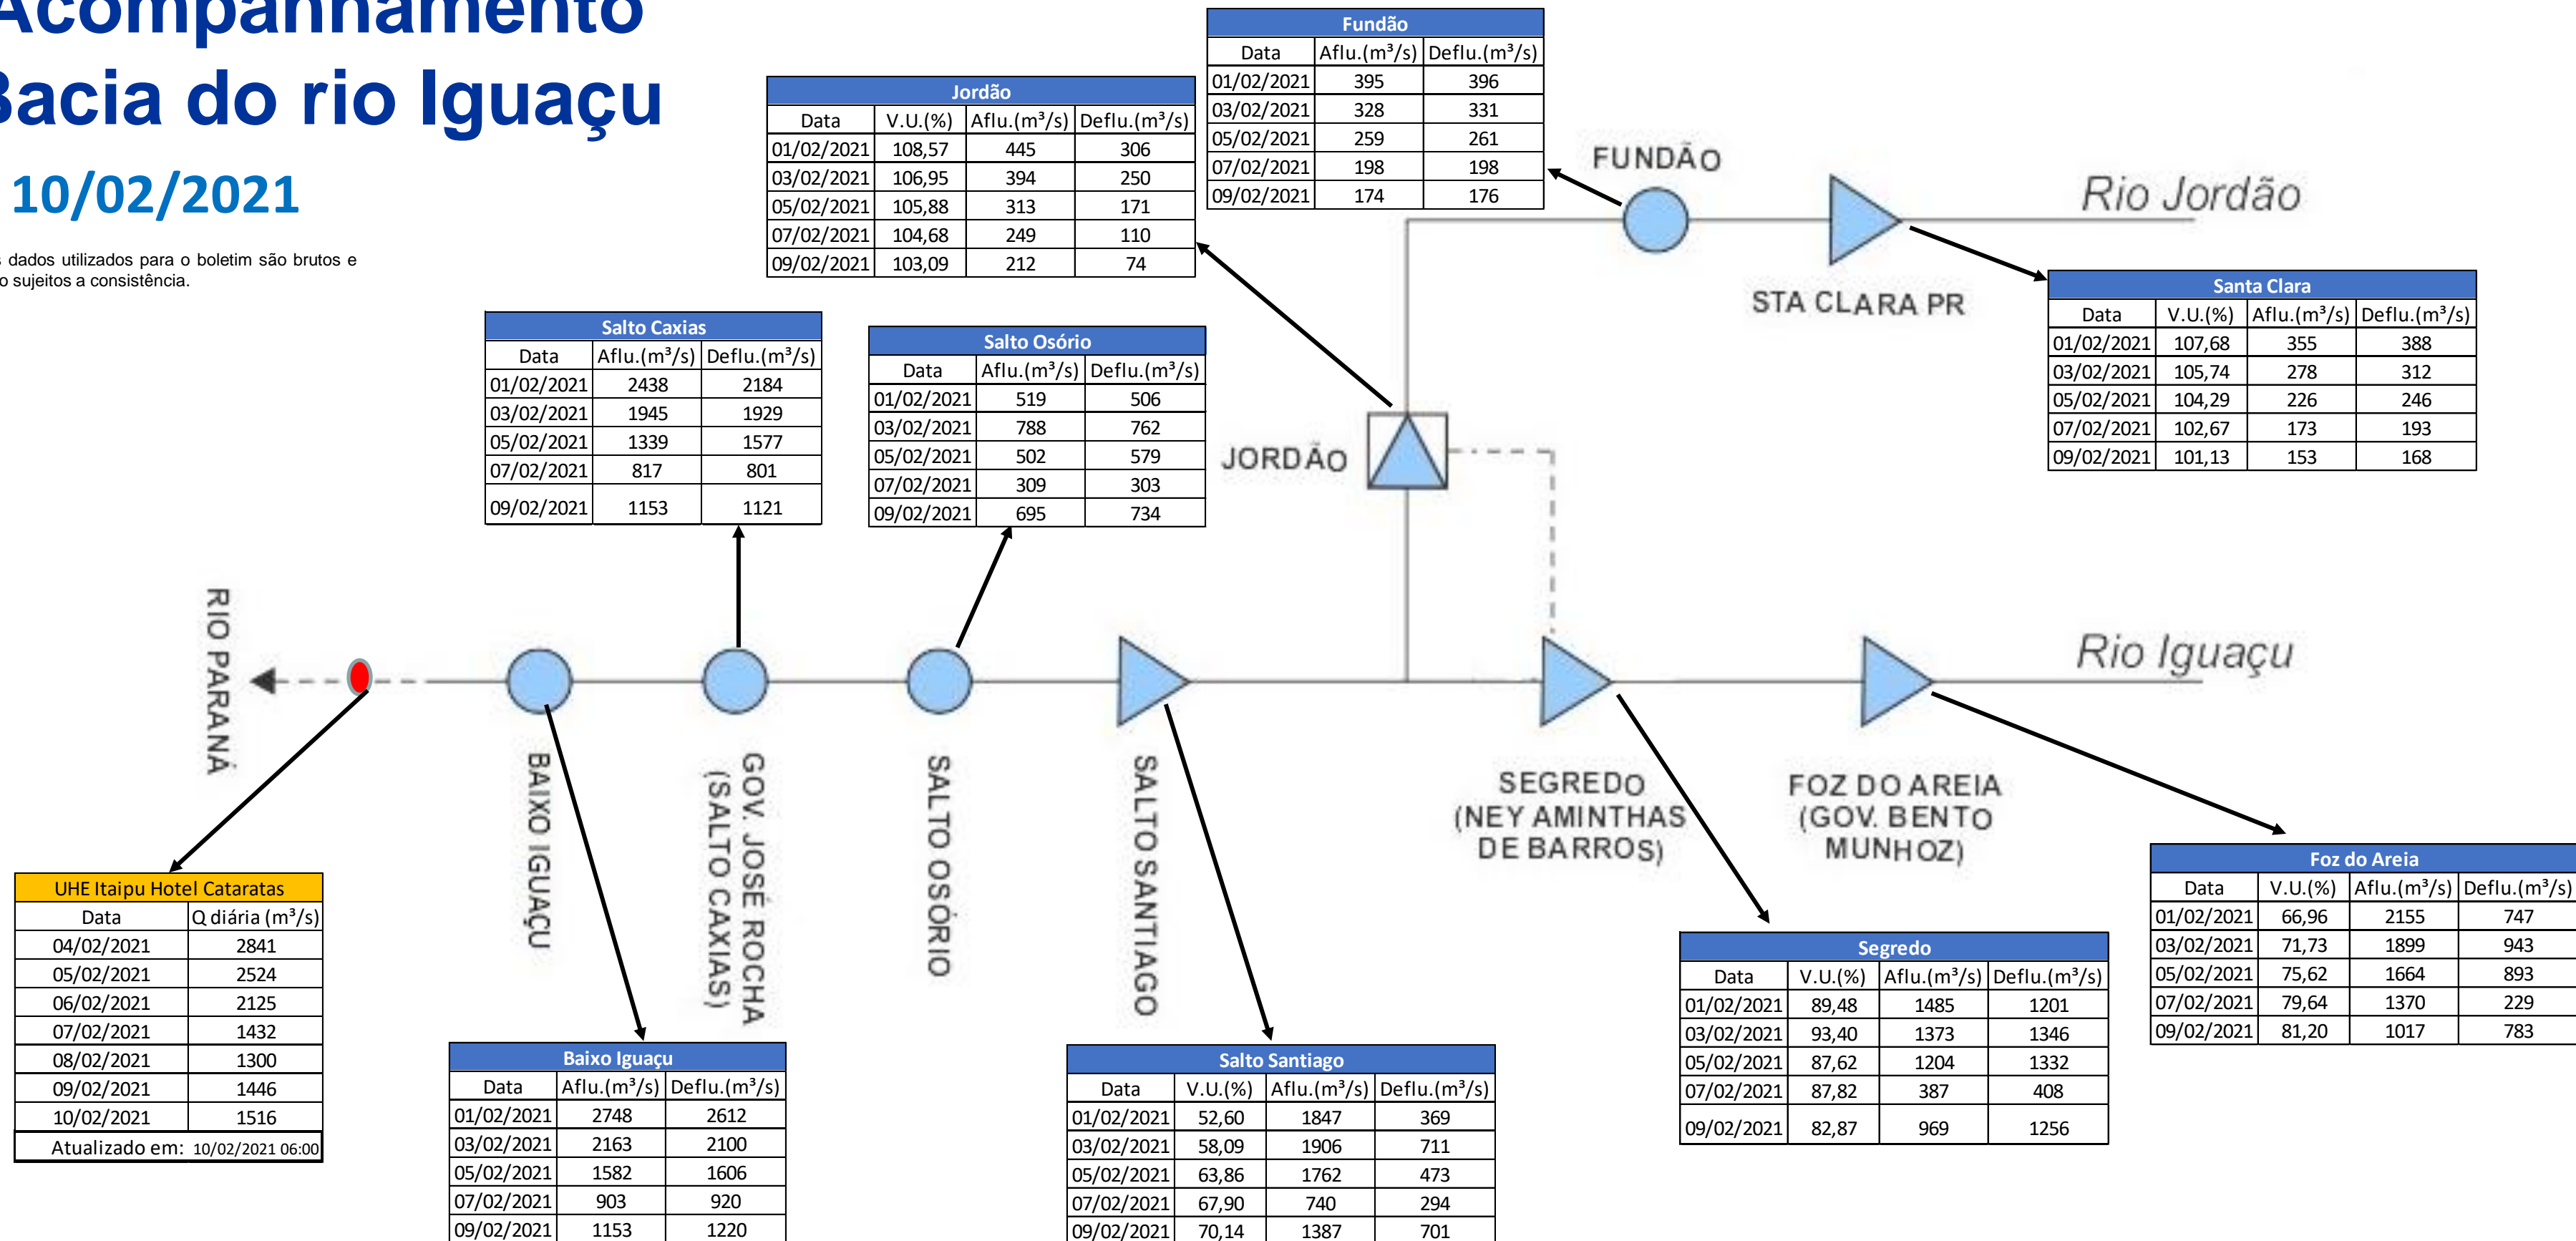 Acompanhamento
Bacia do rio Iguaçu
10/02/2021
dados utilizados para o boletim são brutos e
sujeitos a consistência.
Fundão
Data Aflu.(m³/s) Deflu.(m³/s)
01/02/2021 395 396
03/02/2021 328 331
05/02/2021 259 261
07/02/2021 198 198
09/02/2021 174 176
Jordão
Data V.U.(%) Aflu.(m³/s) Deflu.(m³/s)
01/02/2021 108,57 445 306
03/02/2021 106,95 394 250
05/02/2021 105,88 313 171
07/02/2021 104,68 249 110
09/02/2021 103,09 212 74
FUNDÃO
Rio Jordão
STA CLARA PR
Santa Clara
Data V.U.(%) Aflu.(m³/s) Deflu.(m³/s)
01/02/2021 107,68 355 388
03/02/2021 105,74 278 312
05/02/2021 104,29 226 246
07/02/2021 102,67 173 193
09/02/2021 101,13 153 168
Salto Caxias
Data Aflu.(m³/s) Deflu.(m³/s)
01/02/2021 2438 2184
03/02/2021 1945 1929
05/02/2021 1339 1577
07/02/2021 817 801
09/02/2021 1153 1121
Salto Osório
Data Aflu.(m³/s) Deflu.(m³/s)
01/02/2021 519 506
03/02/2021 788 762
05/02/2021 502 579
07/02/2021 309 303
09/02/2021 695 734
JORDÃO
RIO PARANÁ
Rio Iguaçu
BAIXO IGUAÇU
GOV. JOSÉ ROCHA
(SALTO CAXIAS)
SALTO OSÓRIO
SALTO SANTIAGO
SEGREDO
(NEY AMINTHAS
DE BARROS)
FOZ DO AREIA
(GOV. BENTO
MUNHOZ)
UHE Itaipu Hotel Cataratas
Data Q diária (m³/s)
04/02/2021 2841
05/02/2021 2524
06/02/2021 2125
07/02/2021 1432
08/02/2021 1300
09/02/2021 1446
10/02/2021 1516
Atualizado em: 10/02/2021 06:00
Baixo Iguaçu
Data Aflu.(m³/s) Deflu.(m³/s)
01/02/2021 2748 2612
03/02/2021 2163 2100
05/02/2021 1582 1606
07/02/2021 903 920
09/02/2021 1153 1220
Salto Santiago
Data V.U.(%) Aflu.(m³/s) Deflu.(m³/s)
01/02/2021 52,60 1847 369
03/02/2021 58,09 1906 711
05/02/2021 63,86 1762 473
07/02/2021 67,90 740 294
09/02/2021 70,14 1387 701
Segredo
Data V.U.(%) Aflu.(m³/s) Deflu.(m³/s)
01/02/2021 89,48 1485 1201
03/02/2021 93,40 1373 1346
05/02/2021 87,62 1204 1332
07/02/2021 87,82 387 408
09/02/2021 82,87 969 1256
Foz do Areia
Data V.U.(%) Aflu.(m³/s) Deflu.(m³/s)
01/02/2021 66,96 2155 747
03/02/2021 71,73 1899 943
05/02/2021 75,62 1664 893
07/02/2021 79,64 1370 229
09/02/2021 81,20 1017 783